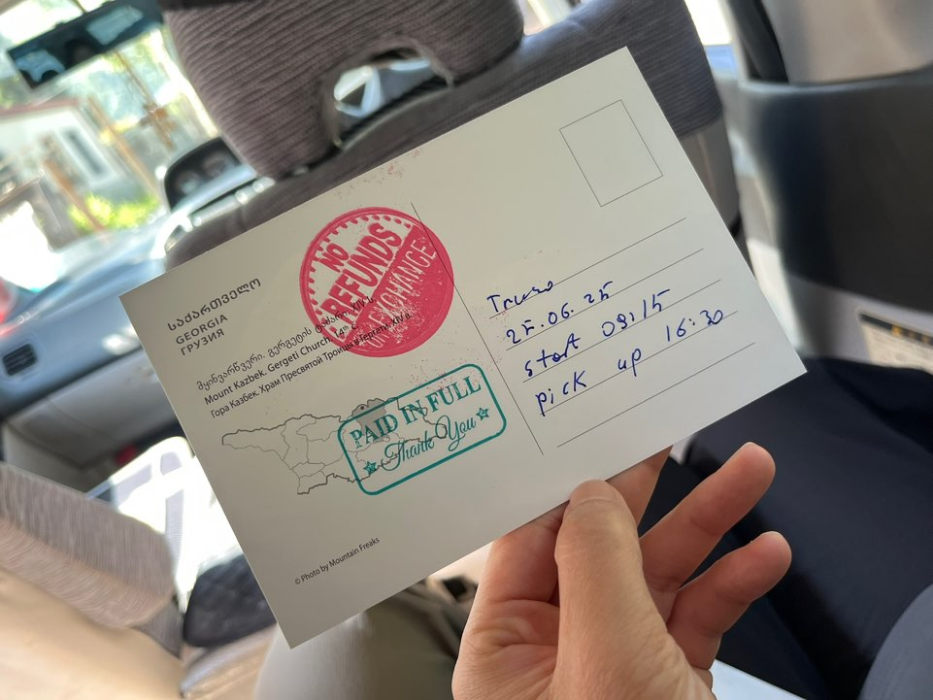 საქართველო
GEORGIA
ГРУЗИЯ
NO
REFUNDS
EXCHANGE
მყინვარწვერი. გერგეტის
Mount Kazbek. Gergeti Church, 14th c.
Гора Казбек. Храм Пресвятой Троицы в Гергети, XIV в.
PAID IN FULL
Thank You
© Photo by Mountain Freaks
Truso
25.06.25
start 09:15
pick up 16:30